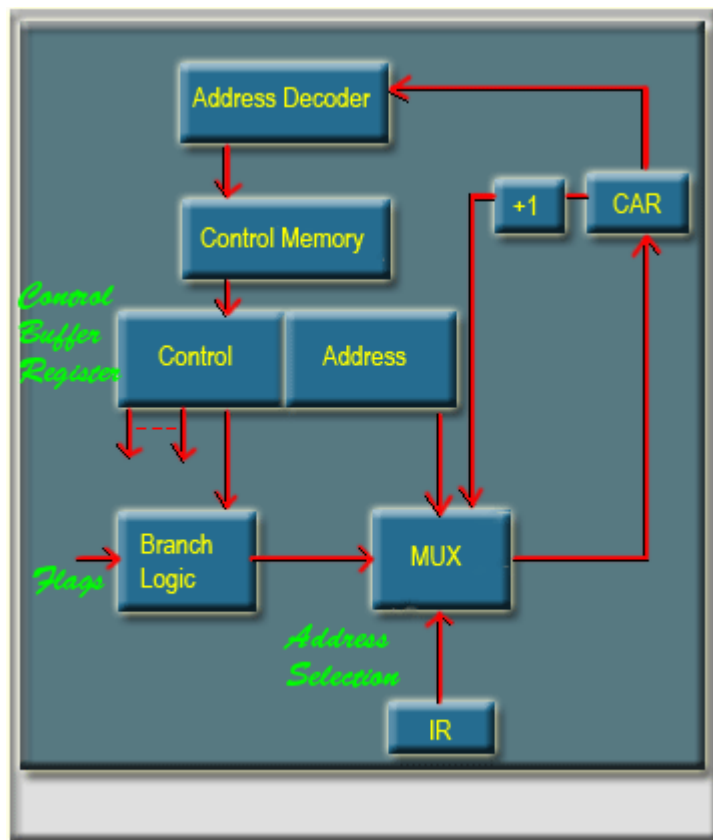 Address Decoder
+1
CAR
Control Memory
Control
Buffer
Register
Control
Address
Branch
Logic
MUX
Flags
Address
Selection
IR